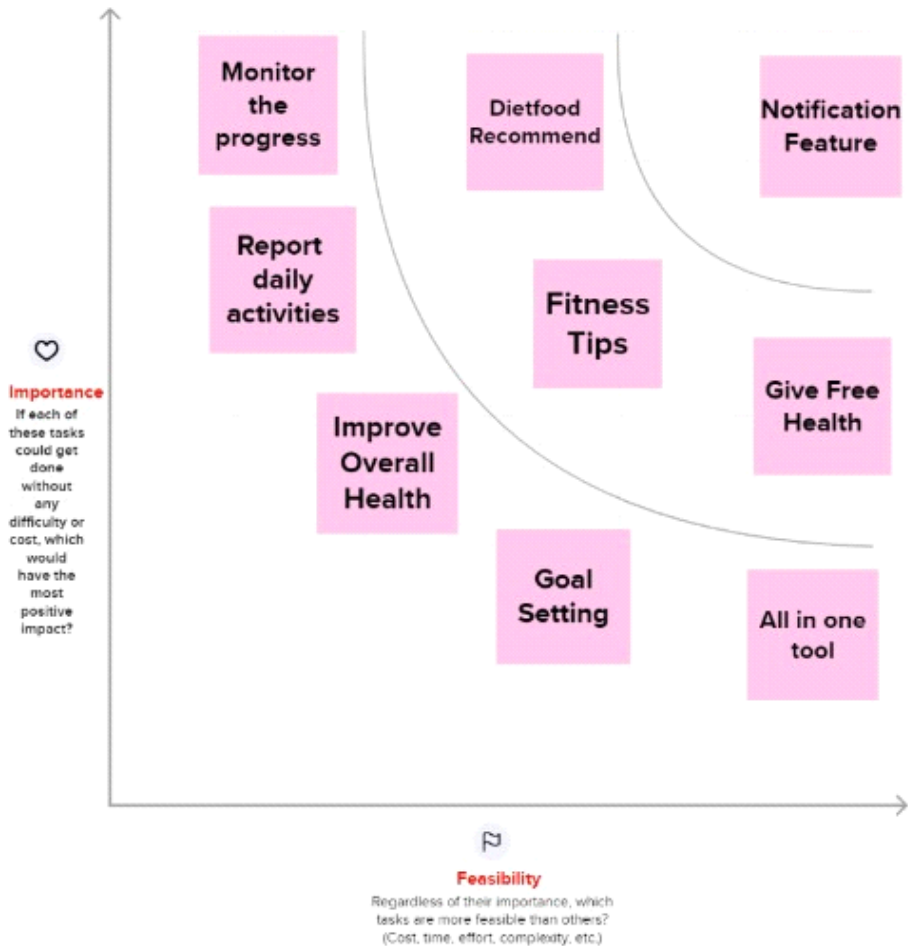 Monitor
the
progress
Dietfood
Recommend
Notification
Feature
Report
daily
activities
Fitness
Tips
Give Free
Health
Improve
Overall
Health
Goal
Setting
All in one
tool
Importance
If each of
these tasks
could get
done
without
any
difficulty or
cost, which
would
have the
most
positive
impact?
Feasibility
Regardless of their importance, which
tasks are more feasible than others?
(Cost, time, effort, complexity, etc.)